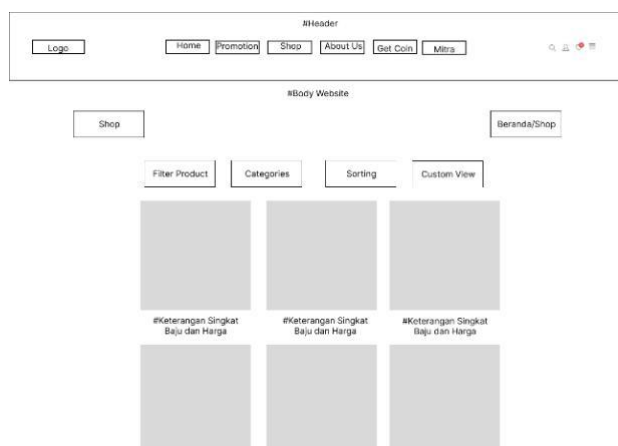 #Header
Logo
Home
Promotion
Shop
About Us
Get Coin
Mitra
#Body Website
Shop
Beranda/Shop
Filter Product
Categories
Sorting
Custom View
#Keterangan Singkat
Baju dan Harga
#Keterangan Singkat
Baju dan Harga
#Keterangan Singkat
Baju dan Harga